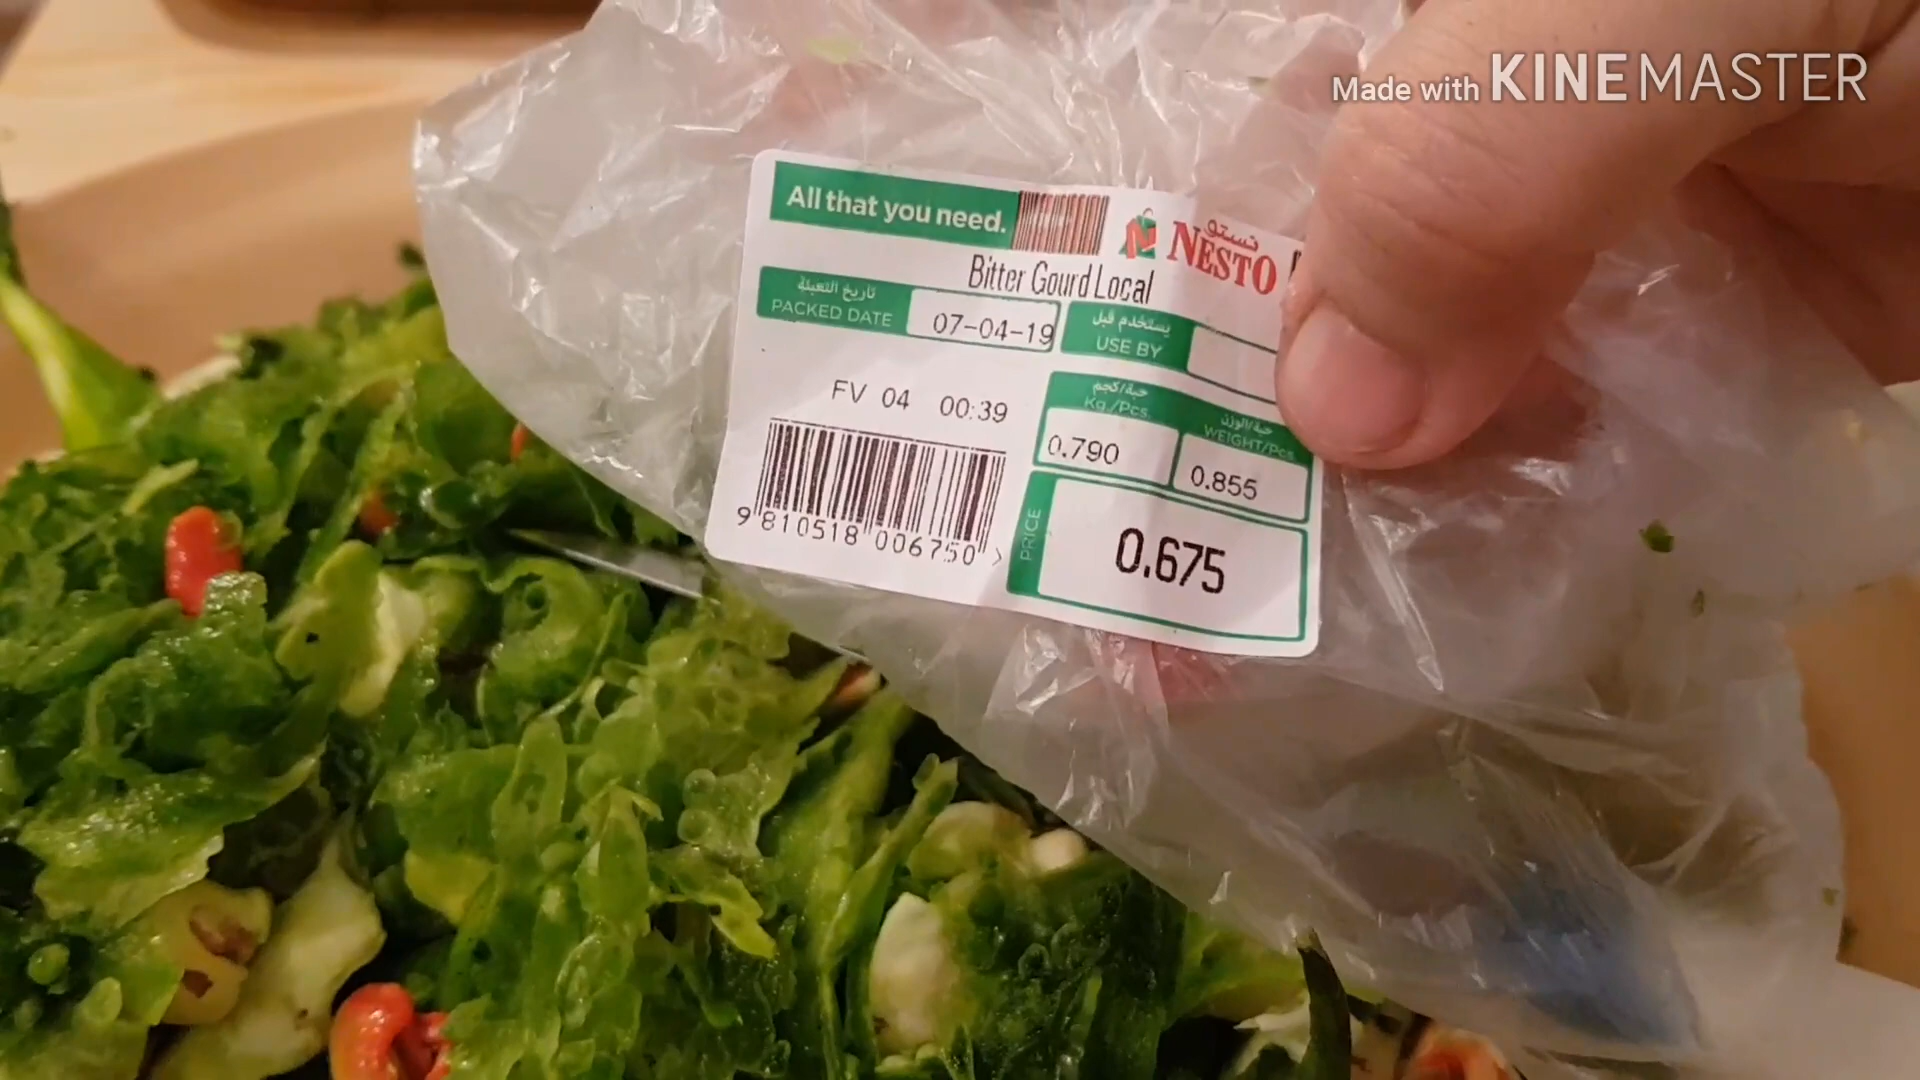 Made with KINEMASTER
All that you need.
نستو
NESTO
Bitter Gourd Local
تاريخ التعبئة
PACKED DATE
07-04-19
يستخدم قبل
USE BY
FV 04 00:39
حبة/كجم
Kg./Pcs.
0.790
حبة/الوزن
WEIGHT/Pcs
0.855
9 810518 006750 >
PRICE
0.675